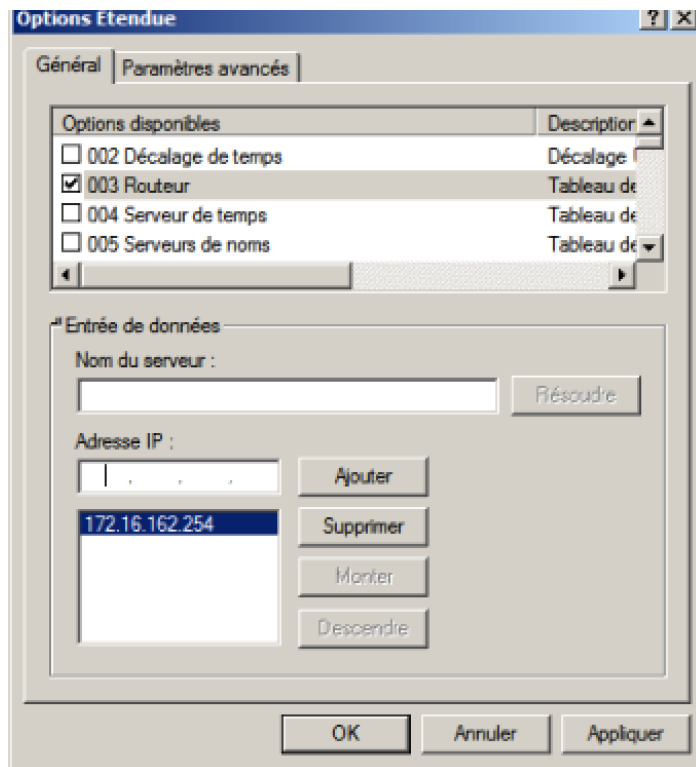 Options Etendue
Général Paramètres avancés
Options disponibles Description
002 Décalage de temps Décalage
003 Routeur Tableau de
004 Serveur de temps Tableau de
005 Serveurs de noms Tableau de
Entrée de données
Nom du serveur :
Résoudre
Adresse IP :
Ajouter
172.16.162.254
Supprimer
Monter
Descendre
OK Annuler Appliquer